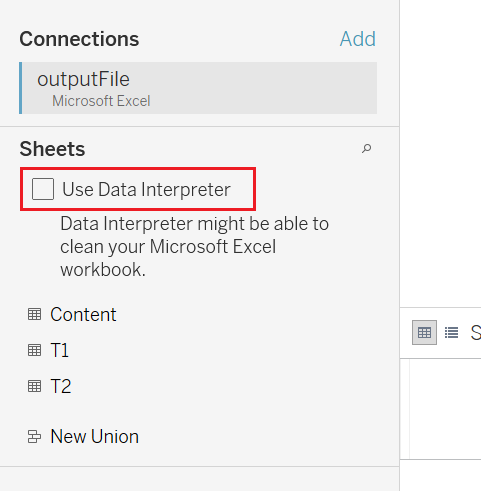 Connections Add
outputFile
Microsoft Excel
Sheets
Use Data Interpreter
Data Interpreter might be able to
clean your Microsoft Excel
workbook.
Content
T1
T2
New Union
S